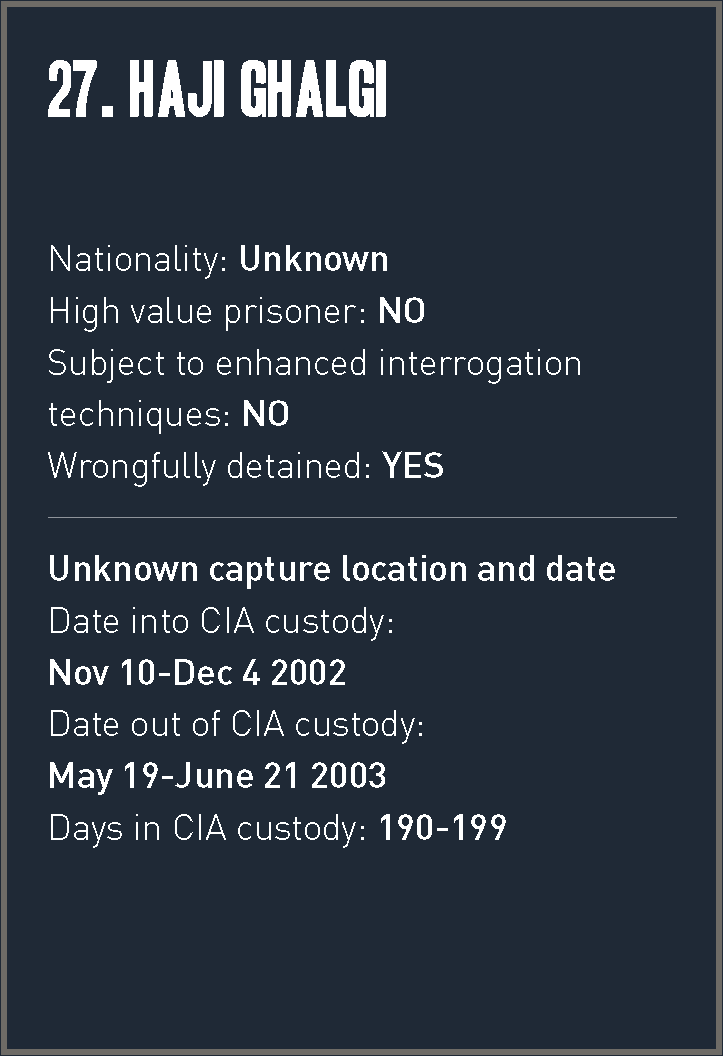 27. HAJI GHALGI
Nationality: Unknown
High value prisoner: NO
Subject to enhanced interrogation
techniques: NO
Wrongfully detained: YES
Unknown capture location and date
Date into CIA custody:
Nov 10-Dec 4 2002
Date out of CIA custody:
May 19-June 21 2003
Days in CIA custody: 190-199